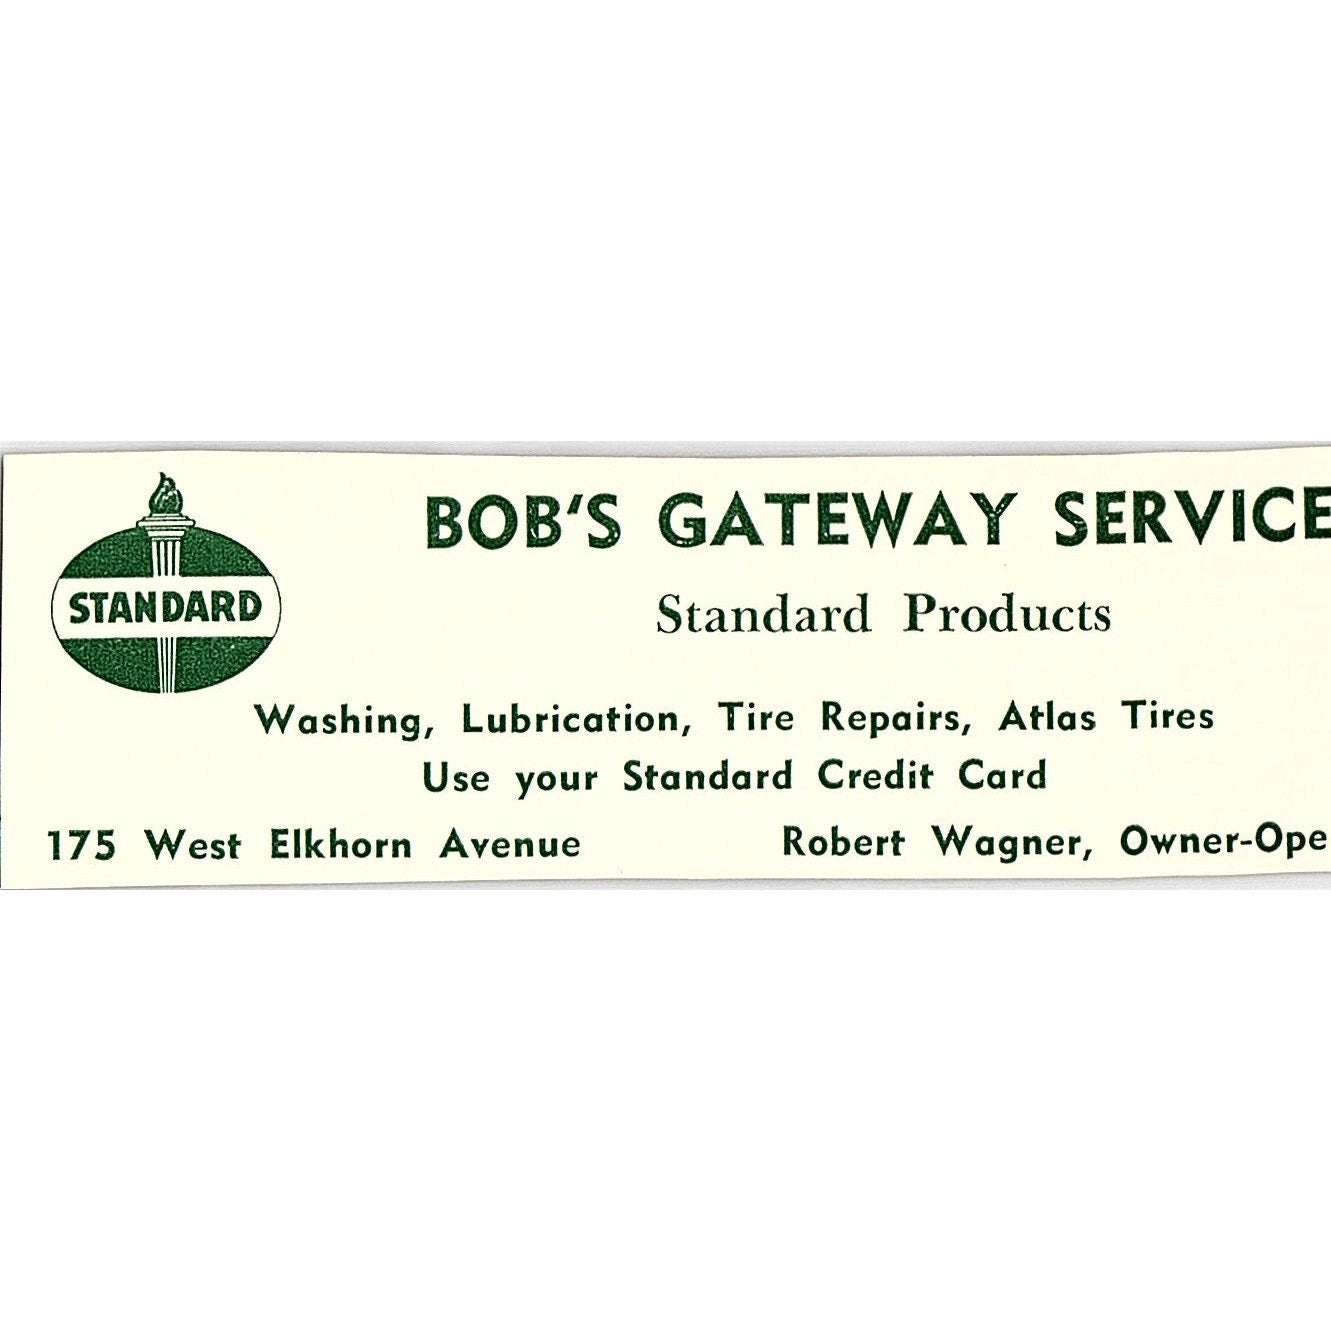 STANDARD
BOB'S GATEWAY SERVICE
Standard Products
Washing, Lubrication, Tire Repairs, Atlas Tires
Use your Standard Credit Card
175 West Elkhorn Avenue
Robert Wagner, Owner-Ope